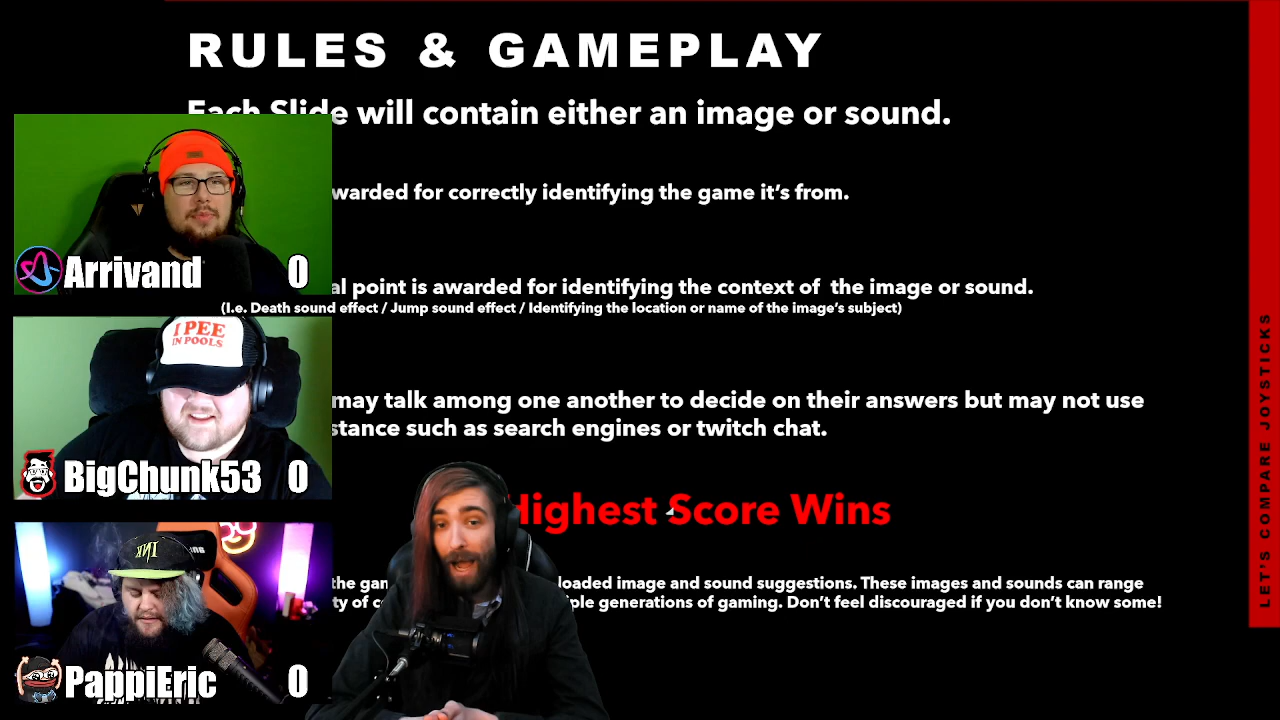 RULES & GAMEPLAY
Each Slide will contain either an image or sound.
warded for correctly identifying the game it's from.
Arrivand 0
al point is awarded for identifying the context of the image or sound.
(I.e. Death sound effect / Jump sound effect / Identifying the location or name of the image's subject)
I PEE
IN POOLS
may talk among one another to decide on their answers but may not use
stance such as search engines or twitch chat.
BigChunk53 0
Highest Score Wins
INK
the gam loaded image and sound suggestions. These images and sounds can range
ty of iple generations of gaming. Don't feel discouraged if you don't know some!
PappiEric 0
LET'S COMPARE JOYSTICKS